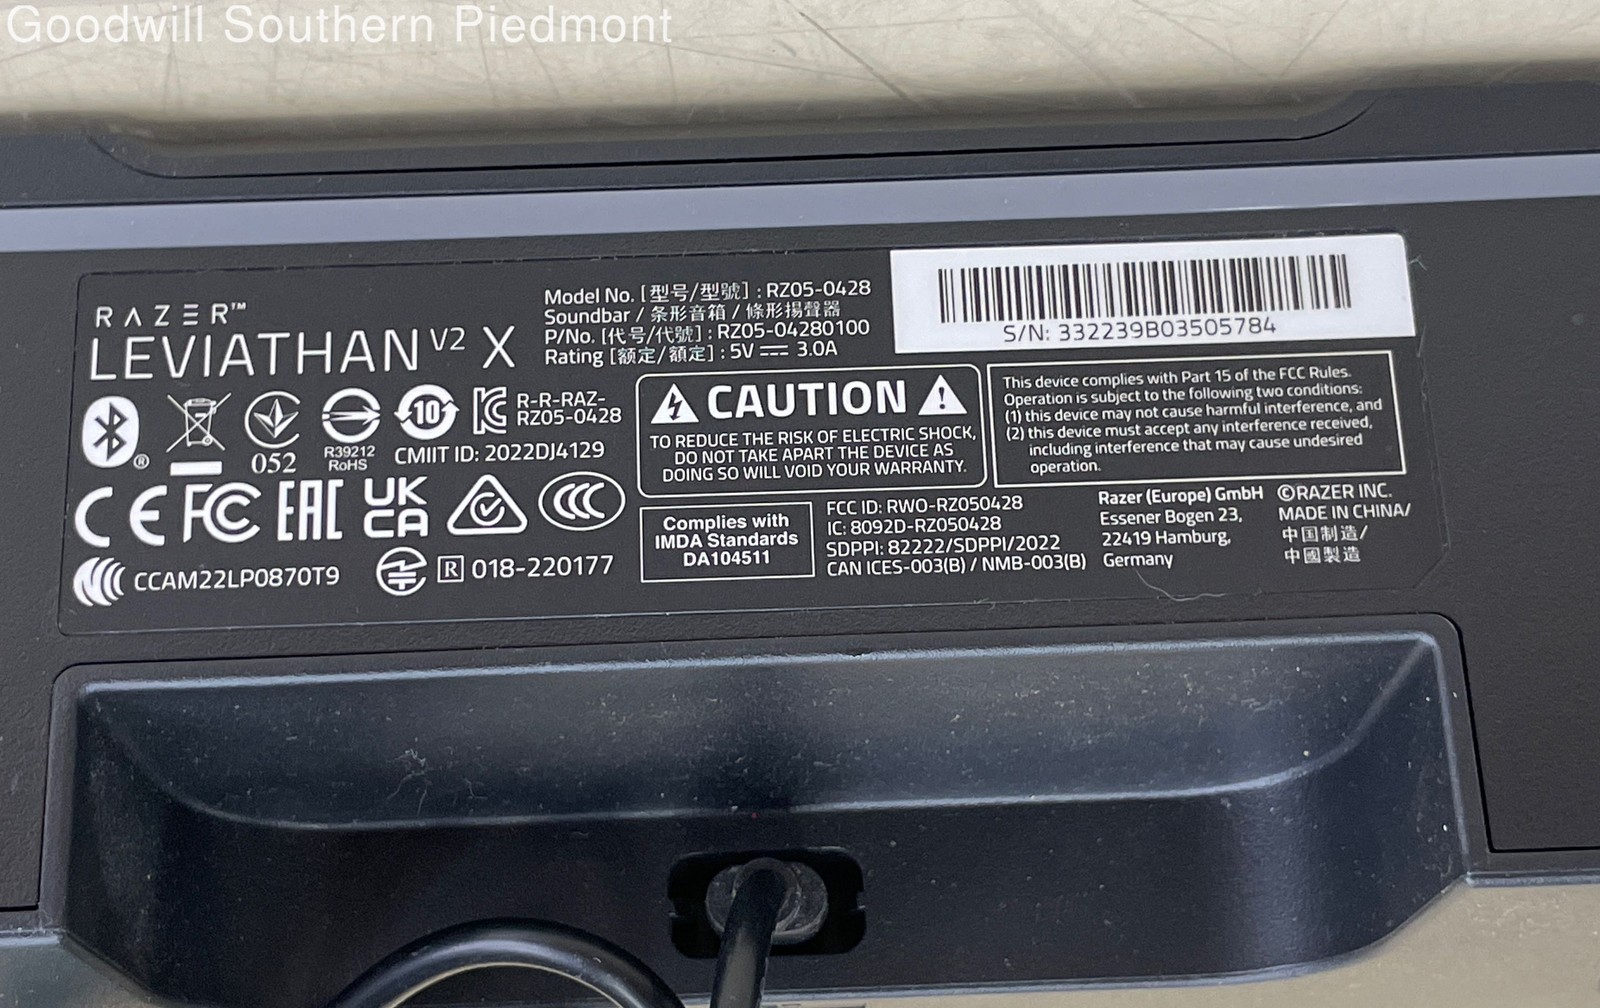 Goodwill Southern Piedmont
RAZER™
LEVIATHAN V2 X
Model No. [型号/型號] : RZ05-0428
Soundbar / 条形音箱 / 條形揚聲器
P/No. [代号/代號] : RZ05-04280100
Rating [额定/額定] : 5V ⎓ 3.0A
S/N: 332239B03505784
®
052
R39212
RoHS
10
R-R-RAZ-
RZ05-0428
CMIIT ID: 2022DJ4129
CE FC EAC UK
CA
CCC
CCAM22LP0870T9
R 018-220177
CAUTION
TO REDUCE THE RISK OF ELECTRIC SHOCK,
DO NOT TAKE APART THE DEVICE AS
DOING SO WILL VOID YOUR WARRANTY.
This device complies with Part 15 of the FCC Rules.
Operation is subject to the following two conditions:
(1) this device may not cause harmful interference, and
(2) this device must accept any interference received,
including interference that may cause undesired
operation.
Complies with
IMDA Standards
DA104511
FCC ID: RWO-RZ050428
IC: 8092D-RZ050428
SDPPI: 82222/SDPPI/2022
CAN ICES-003(B) / NMB-003(B)
Razer (Europe) GmbH
Essener Bogen 23,
22419 Hamburg,
Germany
©RAZER INC.
MADE IN CHINA/
中国制造/
中國製造